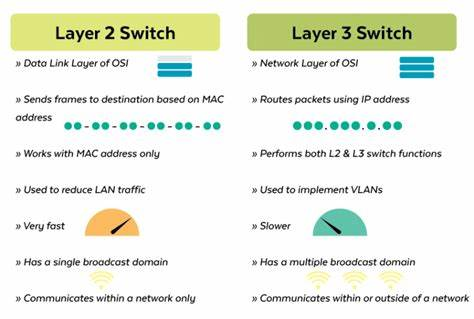 Layer 2 Switch
» Data Link Layer of OSI
» Sends frames to destination based on MAC
address
» Works with MAC address only
» Used to reduce LAN traffic
» Very fast
» Has a single broadcast domain
» Communicates within a network only
Layer 3 Switch
» Network Layer of OSI
» Routes packets using IP address
» Performs both L2 & L3 switch functions
» Used to implement VLANs
» Slower
» Has a multiple broadcast domain
» Communicates within or outside of a network